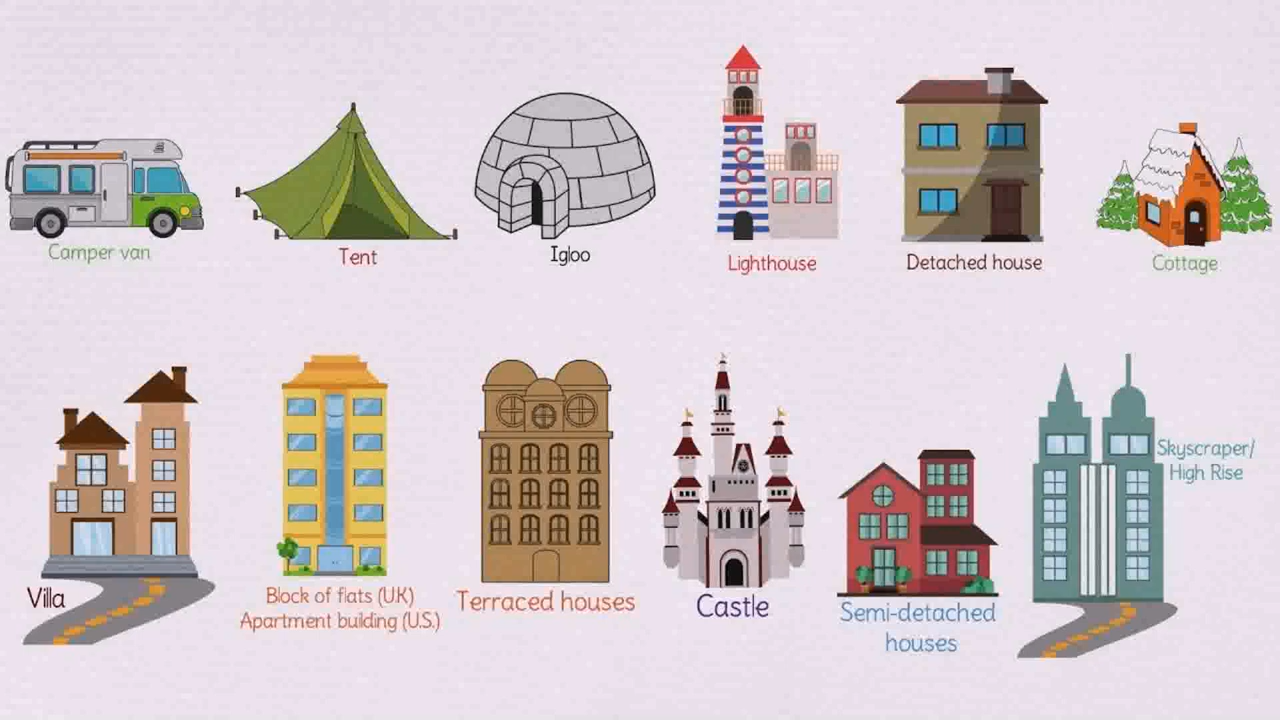 Camper van
Tent
Igloo
Lighthouse
Detached house
Cottage
Villa
Block of flats (UK)
Apartment building (U.S.)
Terraced houses
Castle
Semi-detached
houses
Skyscraper/
High Rise